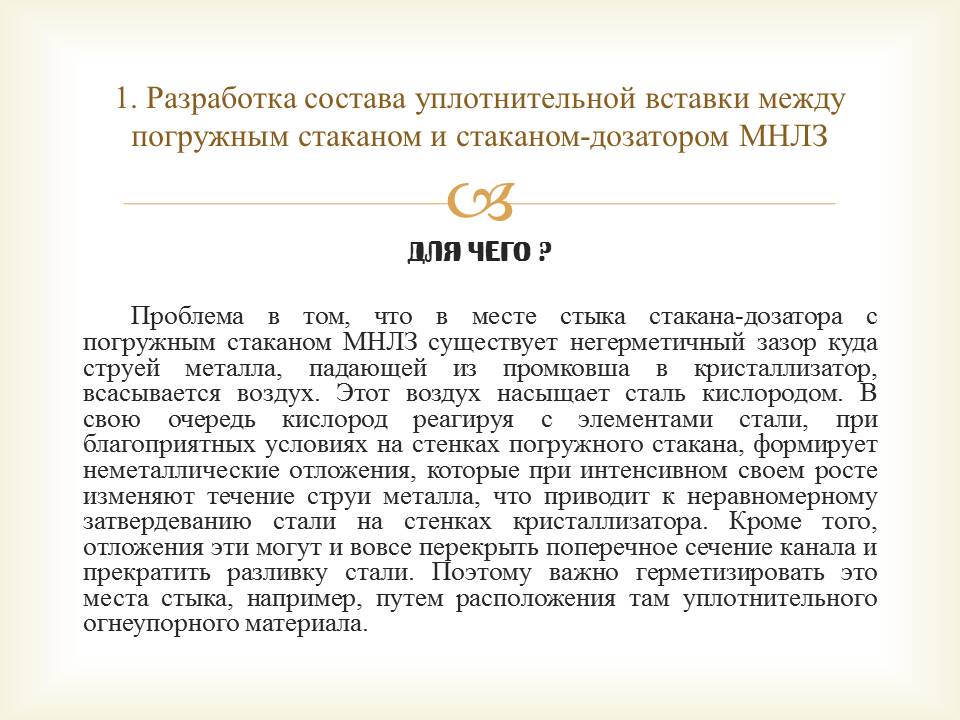 1. Разработка состава уплотнительной вставки между
погружным стаканом и стаканом-дозатором МНЛЗ
ДЛЯ ЧЕГО ?
Проблема в том, что в месте стыка стакана-дозатора с
погружным стаканом МНЛЗ существует негерметичный зазор куда
струей металла, падающей из промковша в кристаллизатор,
всасывается воздух. Этот воздух насыщает сталь кислородом. В
свою очередь кислород реагируя с элементами стали, при
благоприятных условиях на стенках погружного стакана, формирует
неметаллические отложения, которые при интенсивном своем росте
изменяют течение струи металла, что приводит к неравномерному
затвердеванию стали на стенках кристаллизатора. Кроме того,
отложения эти могут и вовсе перекрыть поперечное сечение канала и
прекратить разливку стали. Поэтому важно герметизировать это
места стыка, например, путем расположения там уплотнительного
огнеупорного материала.